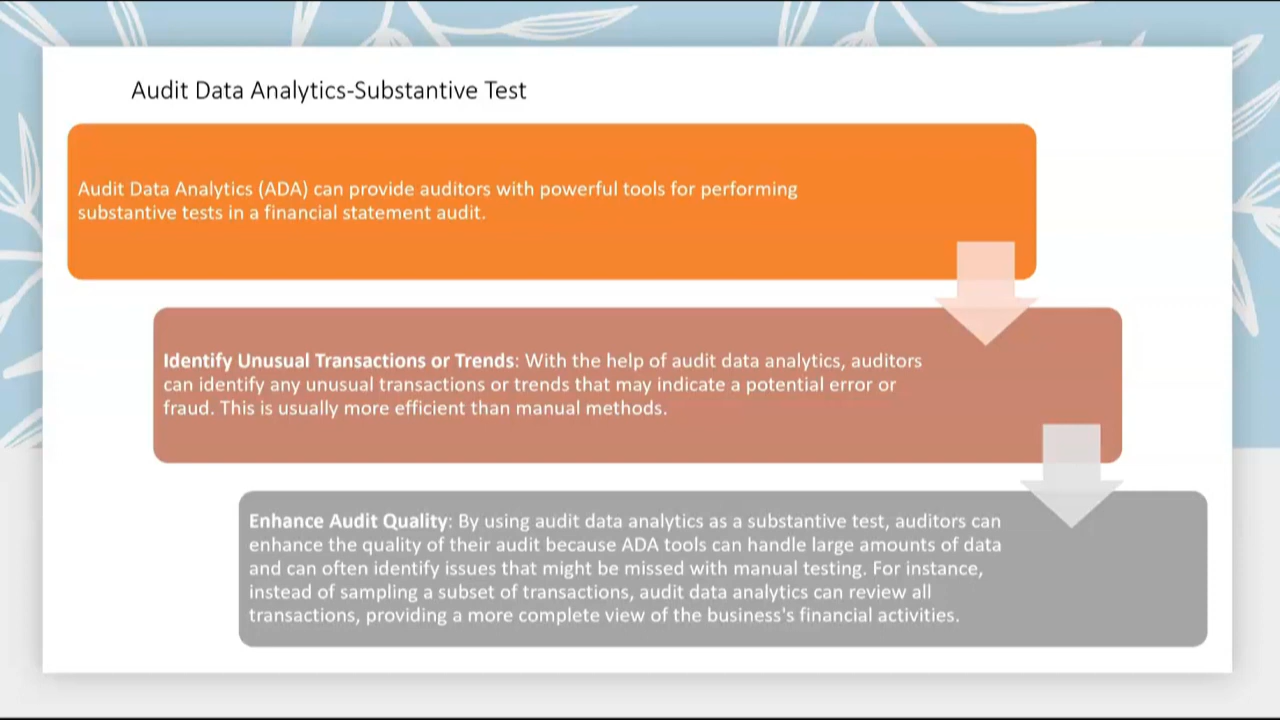 Audit Data Analytics-Substantive Test
Audit Data Analytics (ADA) can provide auditors with powerful tools for performing
substantive tests in a financial statement audit.
Identify Unusual Transactions or Trends: With the help of audit data analytics, auditors
can identify any unusual transactions or trends that may indicate a potential error or
fraud. This is usually more efficient than manual methods.
Enhance Audit Quality: By using audit data analytics as a substantive test, auditors can
enhance the quality of their audit because ADA tools can handle large amounts of data
and can often identify issues that might be missed with manual testing. For instance,
instead of sampling a subset of transactions, audit data analytics can review all
transactions, providing a more complete view of the business's financial activities.